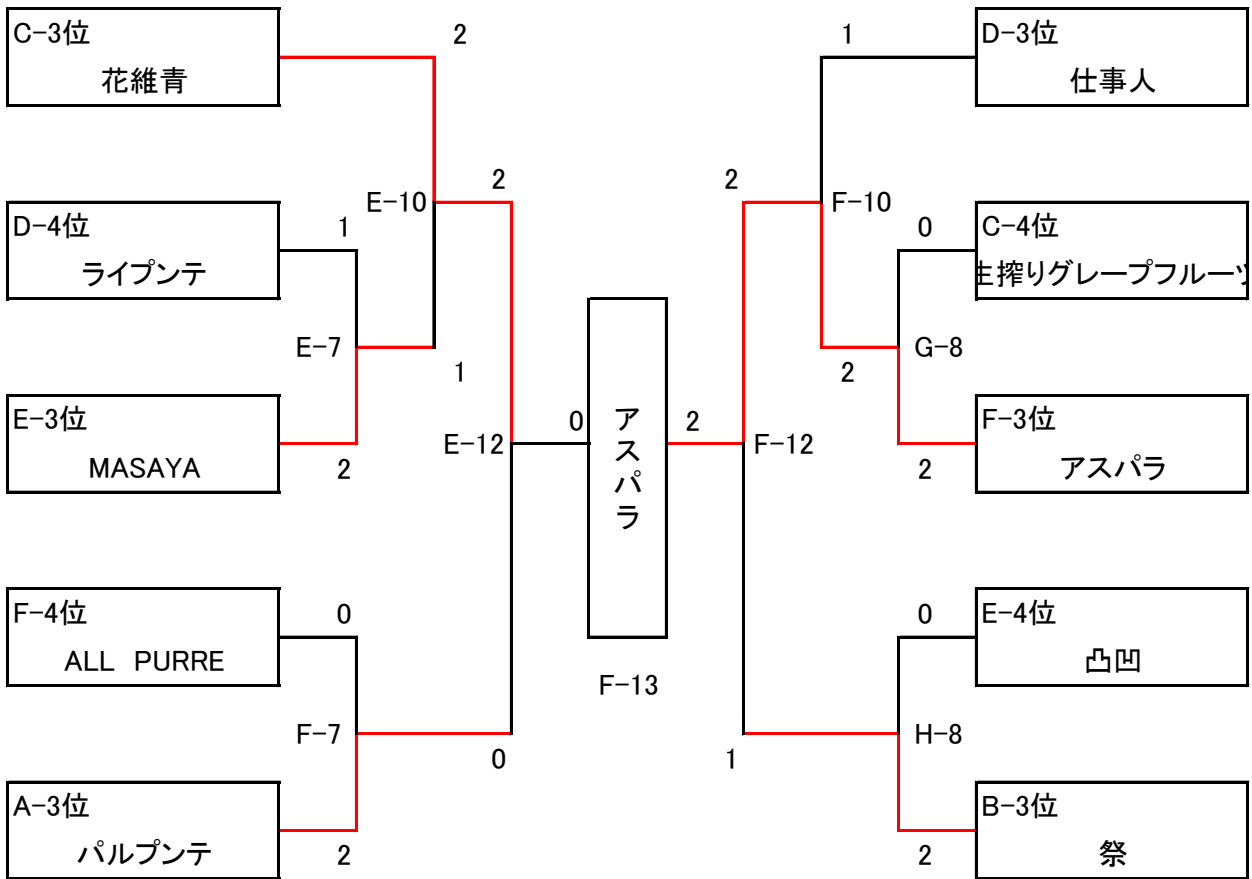 C-3位
2
1
D-3位
花維青
仕事人
2
2
E-10
F-10
D-4位
1
0
C-4位
ライプンテ
生搾りグレープフルーツ
E-7
G-8
1
2
E-3位
F-3位
アスパラ
0
2
E-12
F-12
MASAYA
2
2
アスパラ
F-4位
0
0
E-4位
ALL PURRE
凸凹
F-13
F-7
H-8
0
1
A-3位
B-3位
パルプンテ
2
2
祭